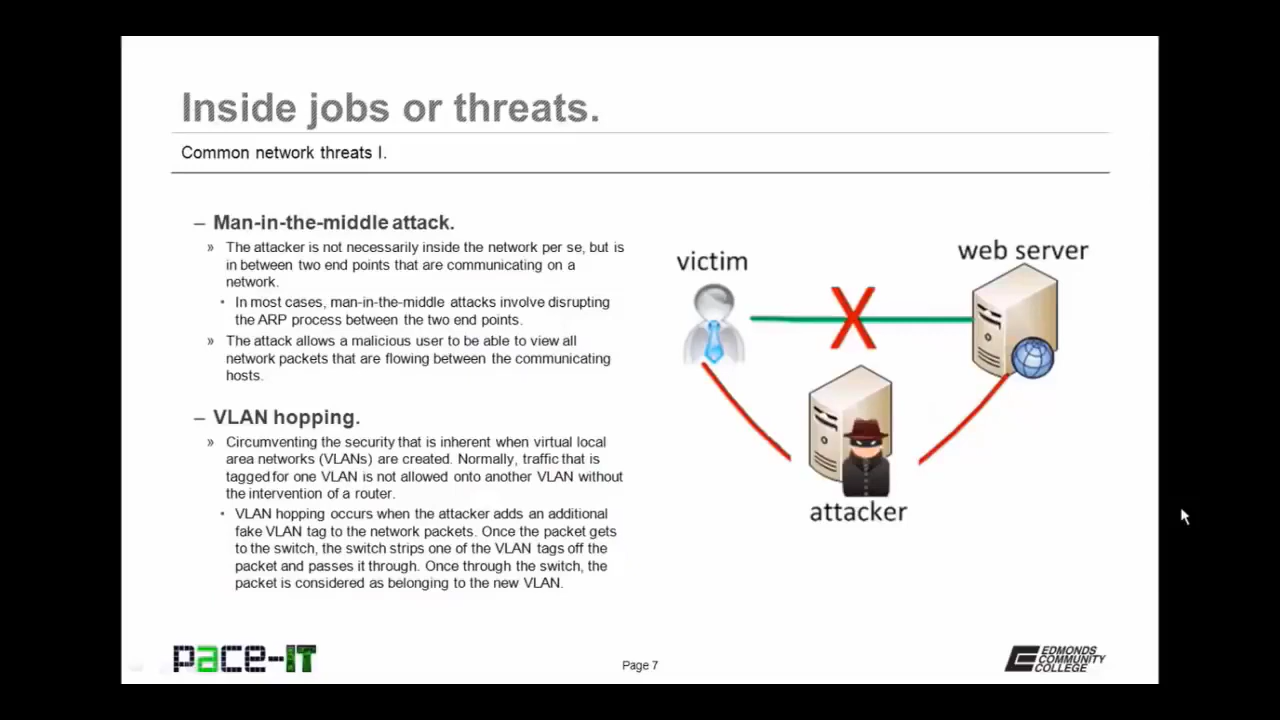 Inside jobs or threats.
Common network threats I.
– Man-in-the-middle attack.
» The attacker is not necessarily inside the network per se, but is
in between two end points that are communicating on a
network.
• In most cases, man-in-the-middle attacks involve disrupting
the ARP process between the two end points.
» The attack allows a malicious user to be able to view all
network packets that are flowing between the communicating
hosts.
– VLAN hopping.
» Circumventing the security that is inherent when virtual local
area networks (VLANs) are created. Normally, traffic that is
tagged for one VLAN is not allowed onto another VLAN without
the intervention of a router.
• VLAN hopping occurs when the attacker adds an additional
fake VLAN tag to the network packets. Once the packet gets
to the switch, the switch strips one of the VLAN tags off the
packet and passes it through. Once through the switch, the
packet is considered as belonging to the new VLAN.
victim
web server
attacker
pace-IT
Page 7
EDMONDS
COMMUNITY
COLLEGE